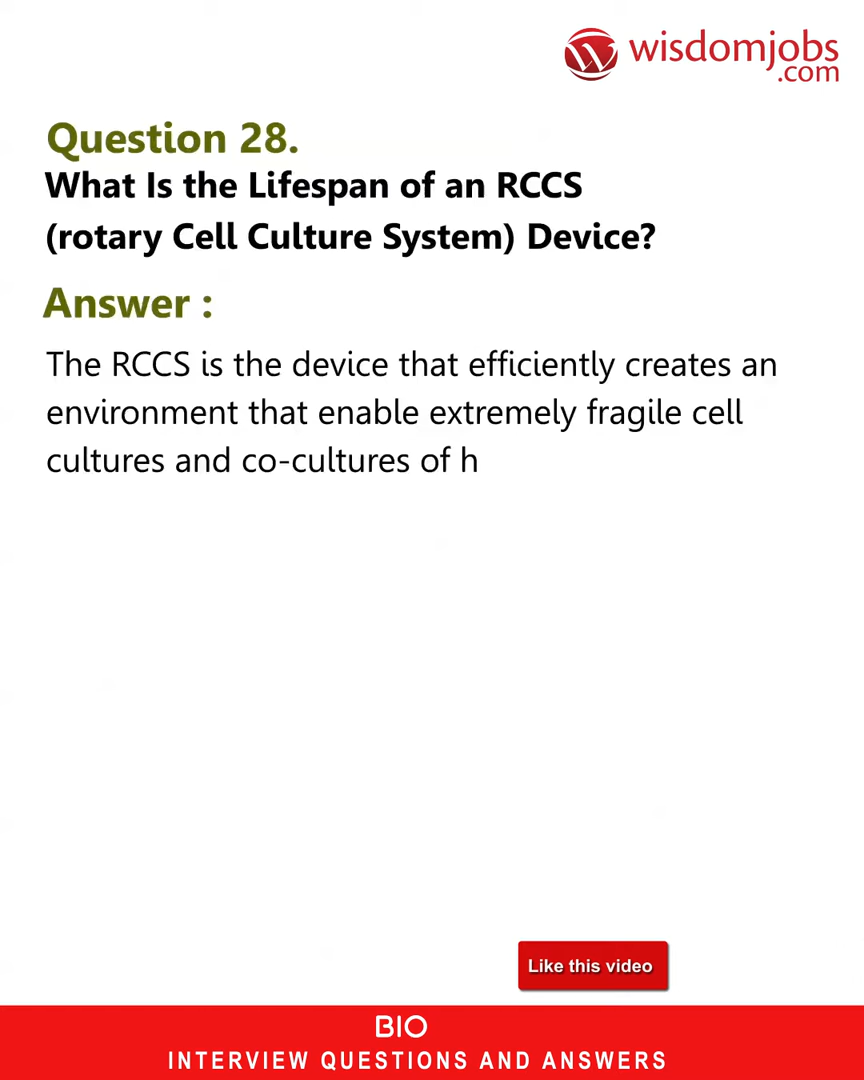 wisdomjobs
.com
Question 28.
What Is the Lifespan of an RCCS
(rotary Cell Culture System) Device?
Answer :
The RCCS is the device that efficiently creates an
environment that enable extremely fragile cell
cultures and co-cultures of h
Like this video
BIO
INTERVIEW QUESTIONS AND ANSWERS